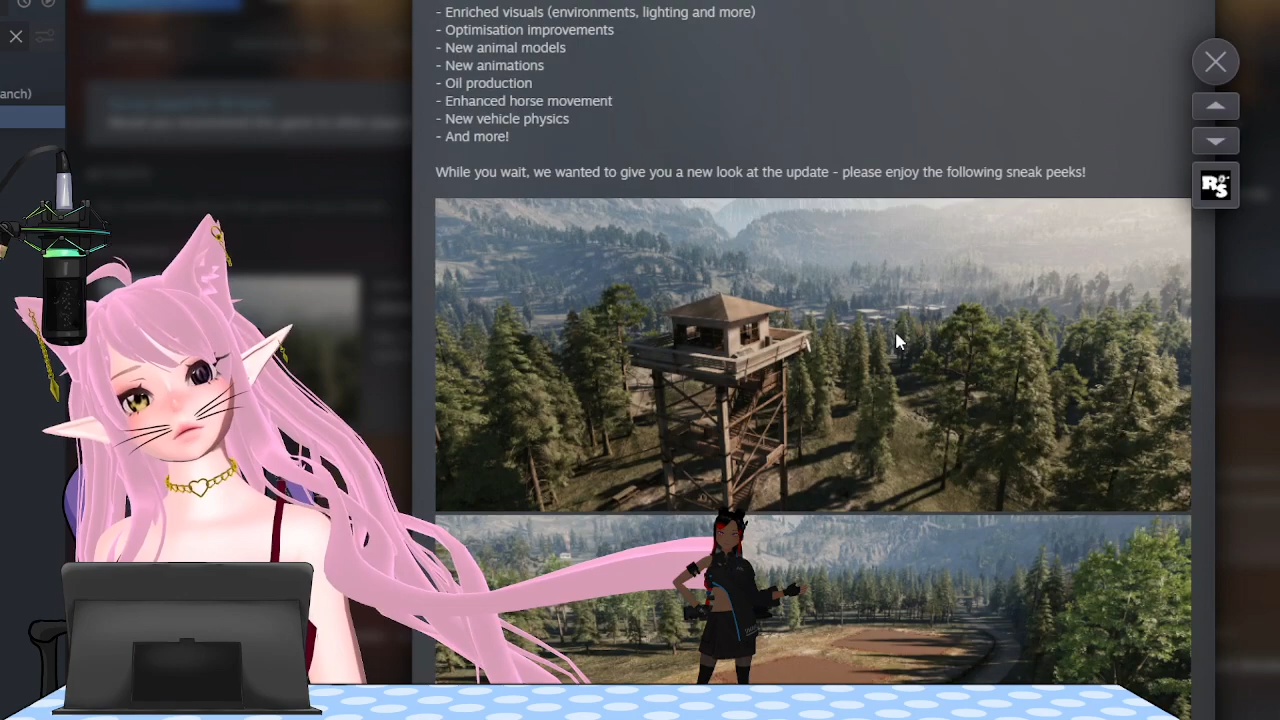 - Enriched visuals (environments, lighting and more)
- Optimisation improvements
- New animal models
anch)
- New animations
- Oil production
- Enhanced horse movement
- New vehicle physics
- And more!
While you wait, we wanted to give you a new look at the update - please enjoy the following sneak peeks!
RS